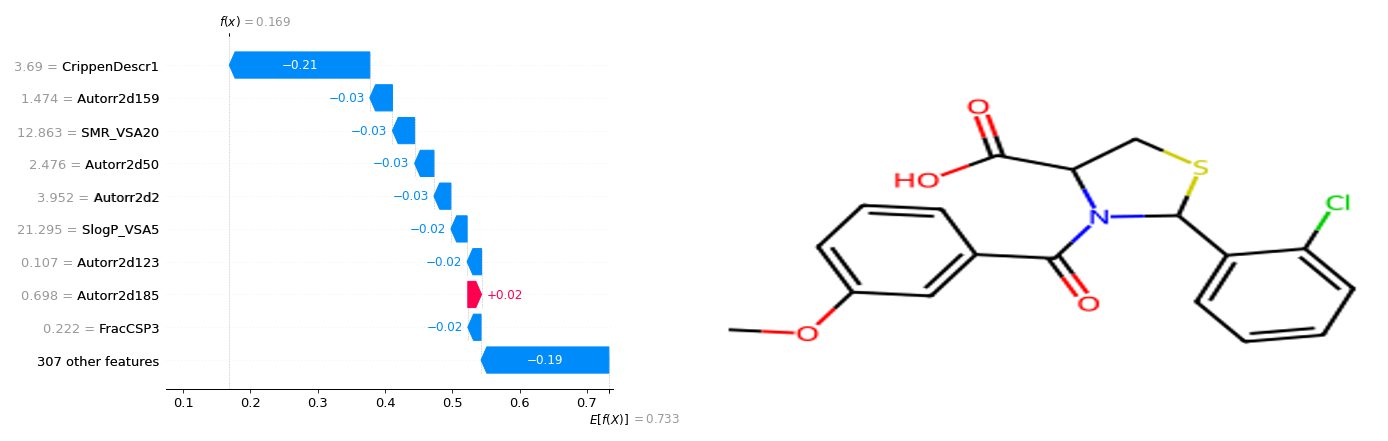 f(x) = 0.169
3.69 = CrippenDescr1
−0.21
1.474 = Autorr2d159
−0.03
12.863 = SMR_VSA20
−0.03
2.476 = Autorr2d50
−0.03
3.952 = Autorr2d2
−0.03
21.295 = SlogP_VSA5
−0.02
0.107 = Autorr2d123
−0.02
0.698 = Autorr2d185
+0.02
0.222 = FracCSP3
−0.02
307 other features
−0.19
0.1 0.2 0.3 0.4 0.5 0.6 0.7
E[f(X)] = 0.733
O
HO
S
N
Cl
O
O